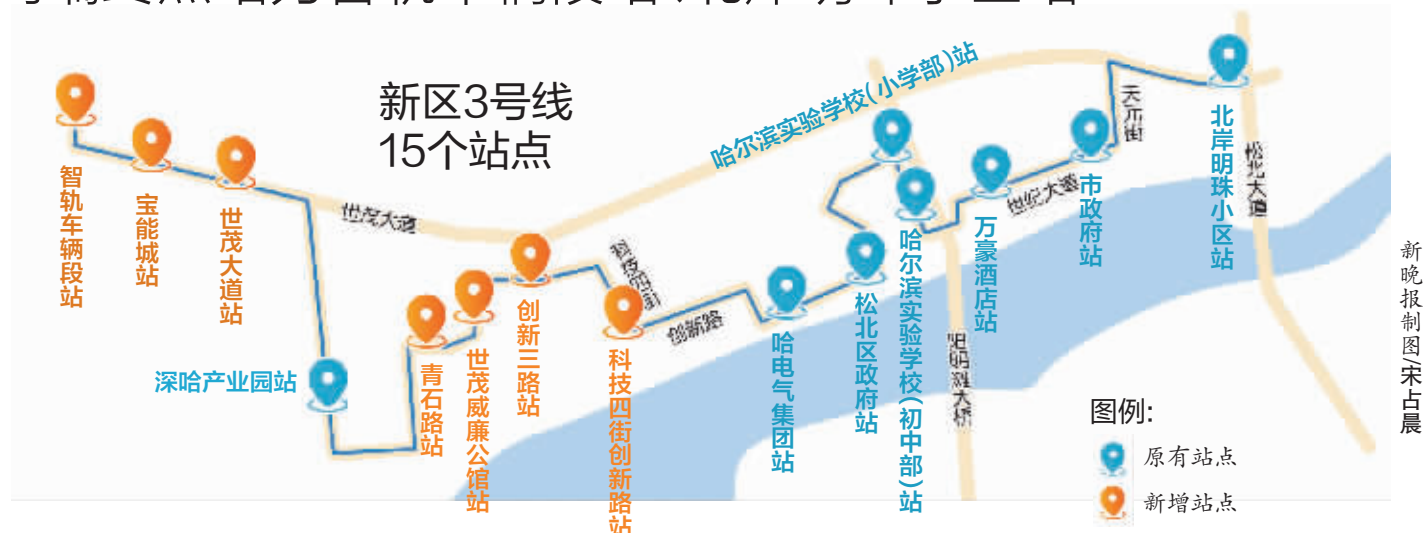 新区3号线
15个站点
智轨车辆段站
宝能城站
世茂大道站
世茂大道
深哈产业园站
青石路站
世茂威廉公馆站
创新三路站
科技四街
科技四街创新路站
创新路
哈电气集团站
松北区政府站
哈尔滨实验学校(小学部)站
哈尔滨实验学校(初中部)站
万豪酒店站
世纪大道
市政府站
天元街
北岸明珠小区站
松北大道
阳明滩大桥
图例:
原有站点
新增站点
新晚报制图/宋占晨